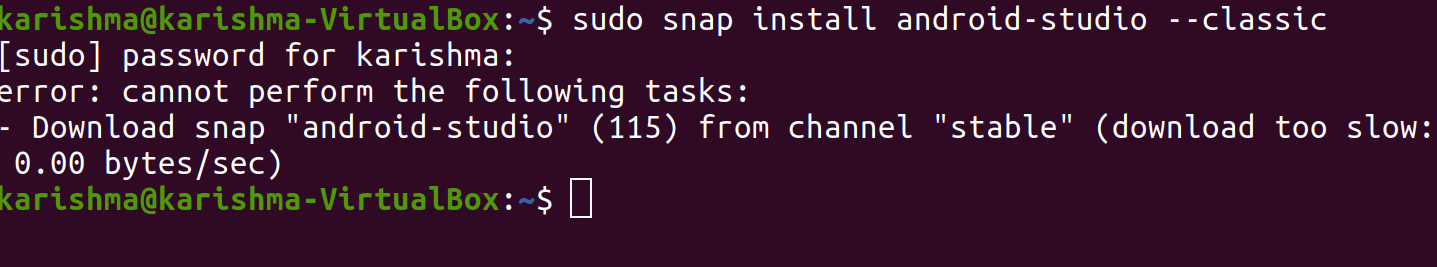 karishma@karishma-VirtualBox:~$ sudo snap install android-studio --classic
[sudo] password for karishma:
error: cannot perform the following tasks:
- Download snap "android-studio" (115) from channel "stable" (download too slow:
 0.00 bytes/sec)
karishma@karishma-VirtualBox:~$